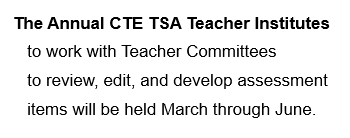 The Annual CTE TSA Teacher Institutes
to work with Teacher Committees
to review, edit, and develop assessment
items will be held March through June.